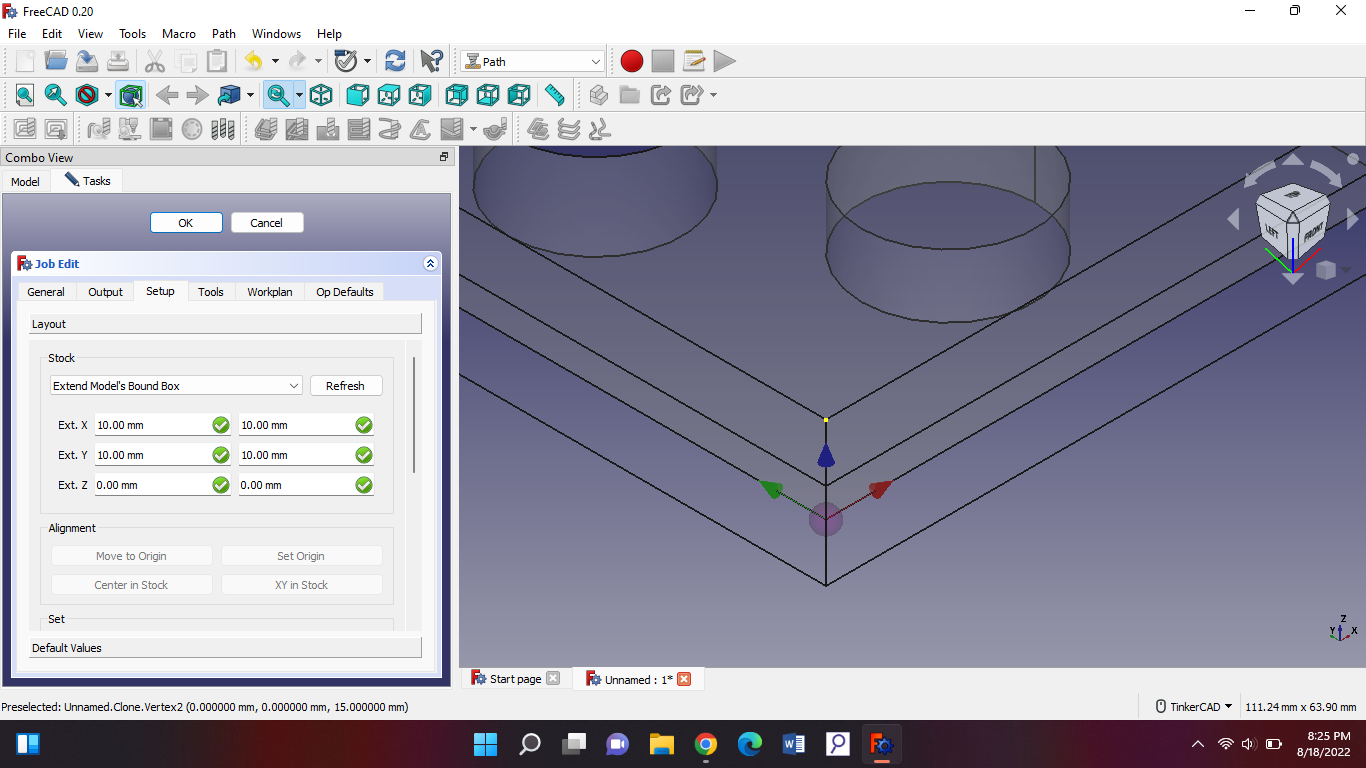 FreeCAD 0.20
File Edit View Tools Macro Path Windows Help
Path
Combo View
Model Tasks
OK Cancel
Job Edit
General Output Setup Tools Workplan Op Defaults
Layout
Stock
Extend Model's Bound Box Refresh
Ext. X 10.00 mm 10.00 mm
Ext. Y 10.00 mm 10.00 mm
Ext. Z 0.00 mm 0.00 mm
Alignment
Move to Origin Set Origin
Center in Stock XY in Stock
Set
Default Values
LEFT FRONT
Z
Y X
Start page Unnamed : 1*
Preselected: Unnamed.Clone.Vertex2 (0.000000 mm, 0.000000 mm, 15.000000 mm) TinkerCAD 111.24 mm x 63.90 mm
8:25 PM
8/18/2022